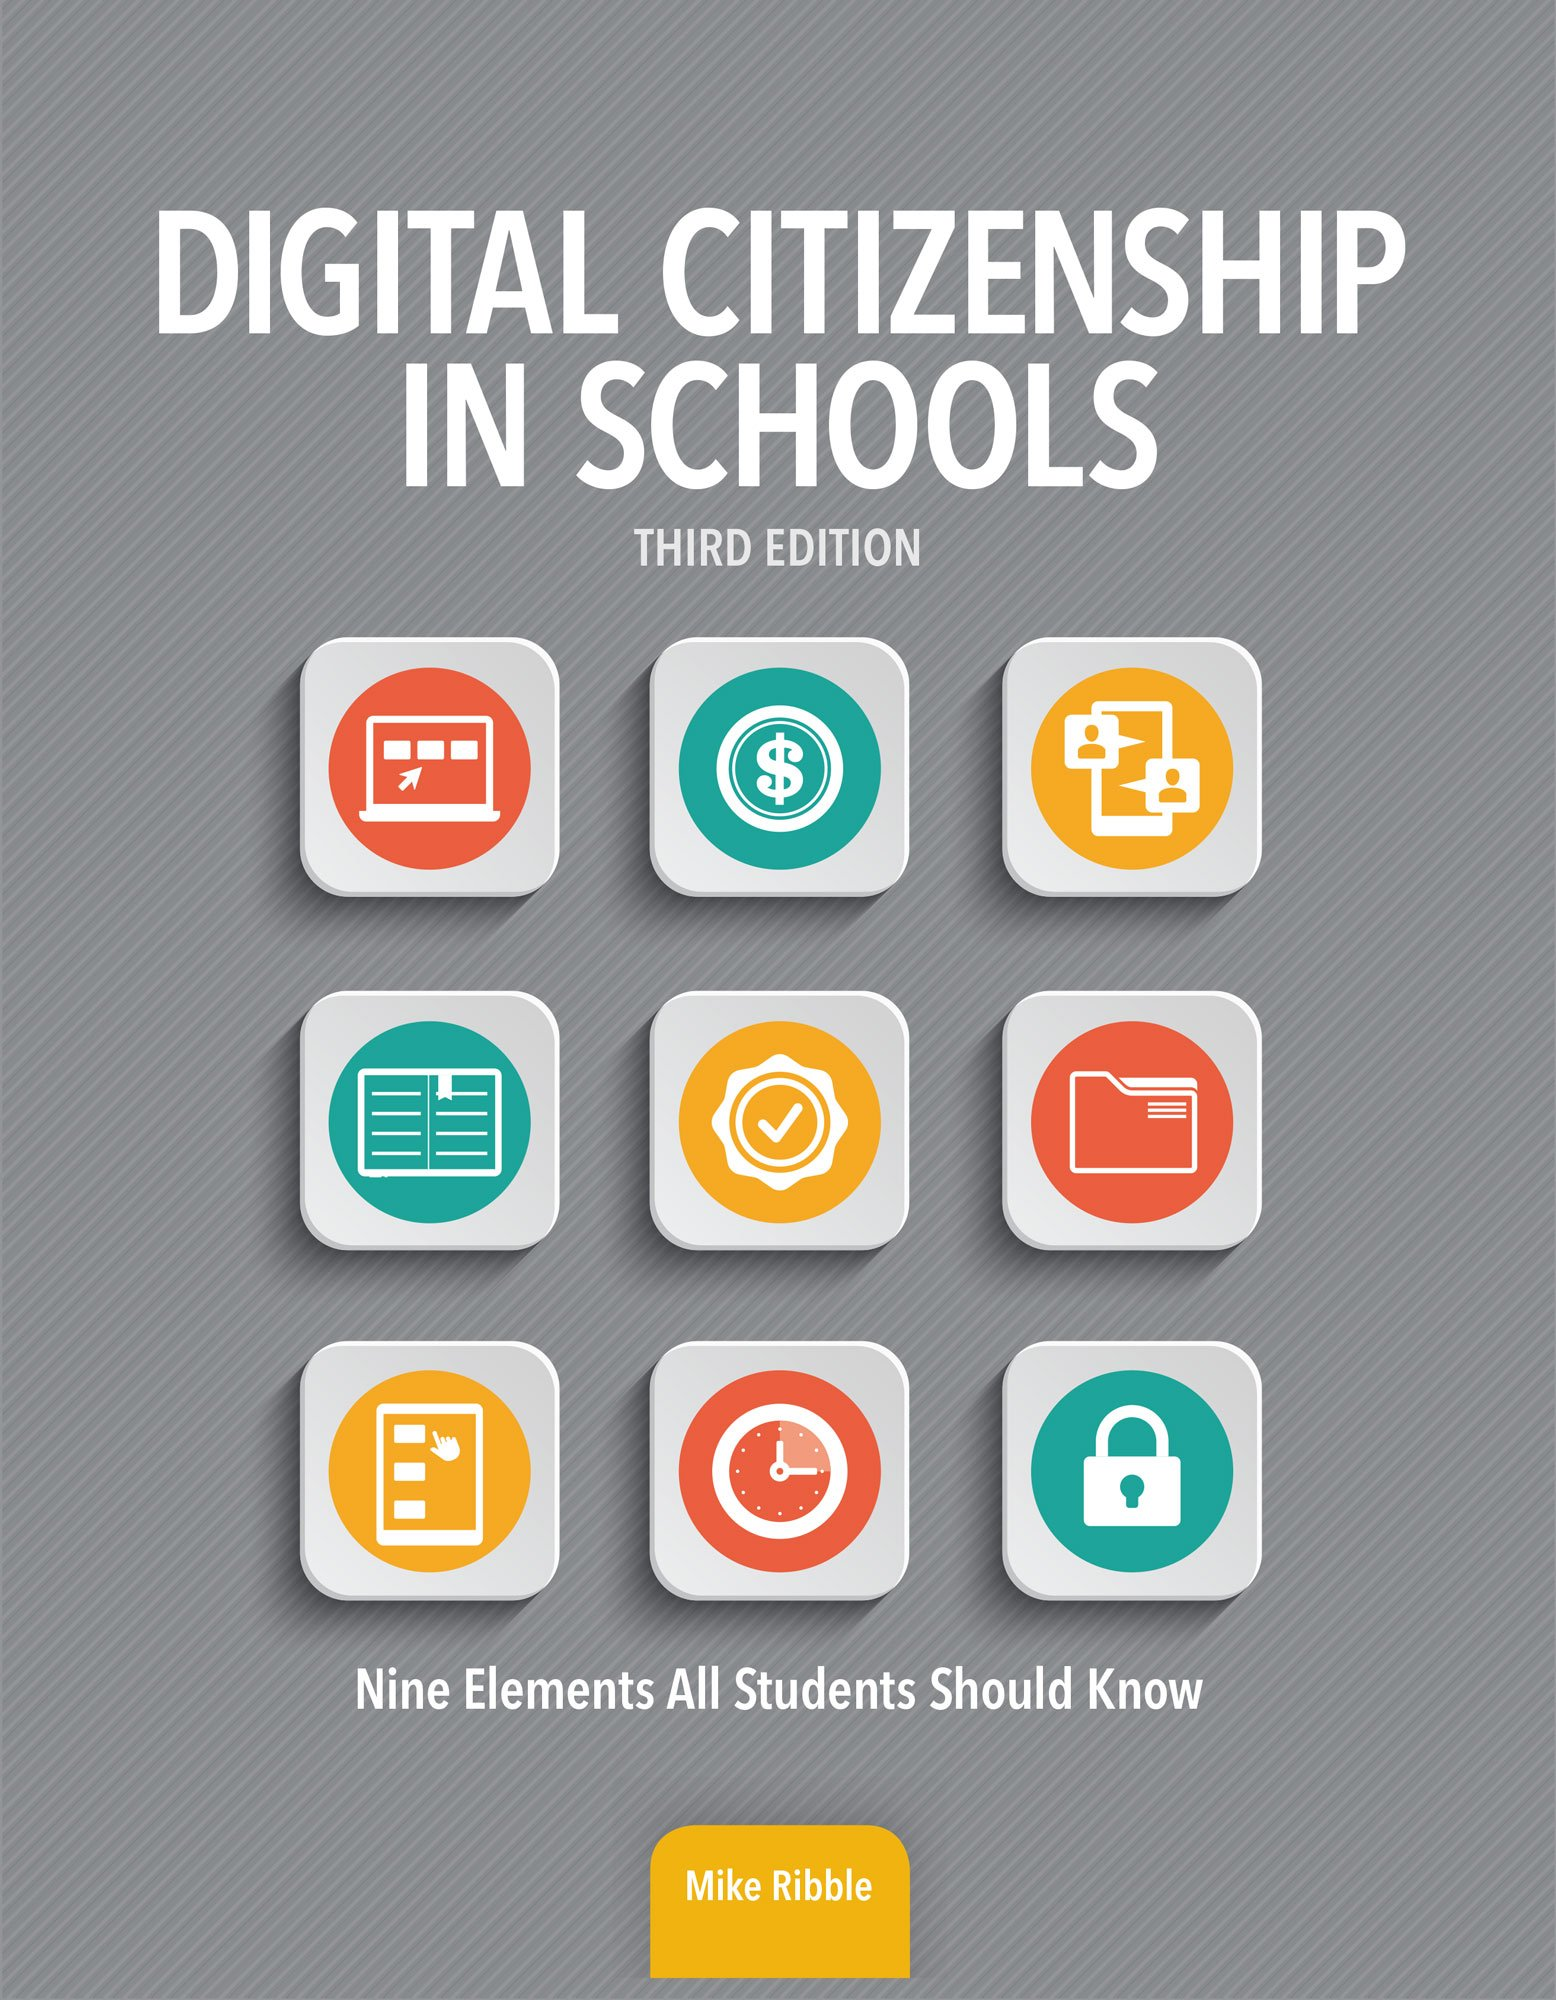 DIGITAL CITIZENSHIP
IN SCHOOLS
THIRD EDITION
$
Nine Elements All Students Should Know
Mike Ribble